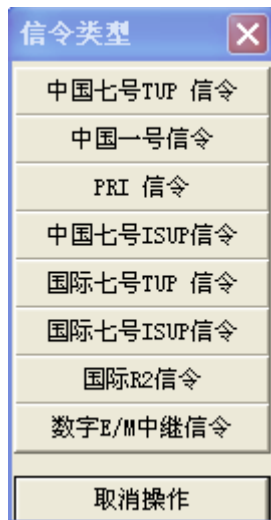 信令类型
中国七号TUP 信令
中国一号信令
PRI 信令
中国七号ISUP信令
国际七号TUP 信令
国际七号ISUP信令
国际R2信令
数字E/M中继信令
取消操作